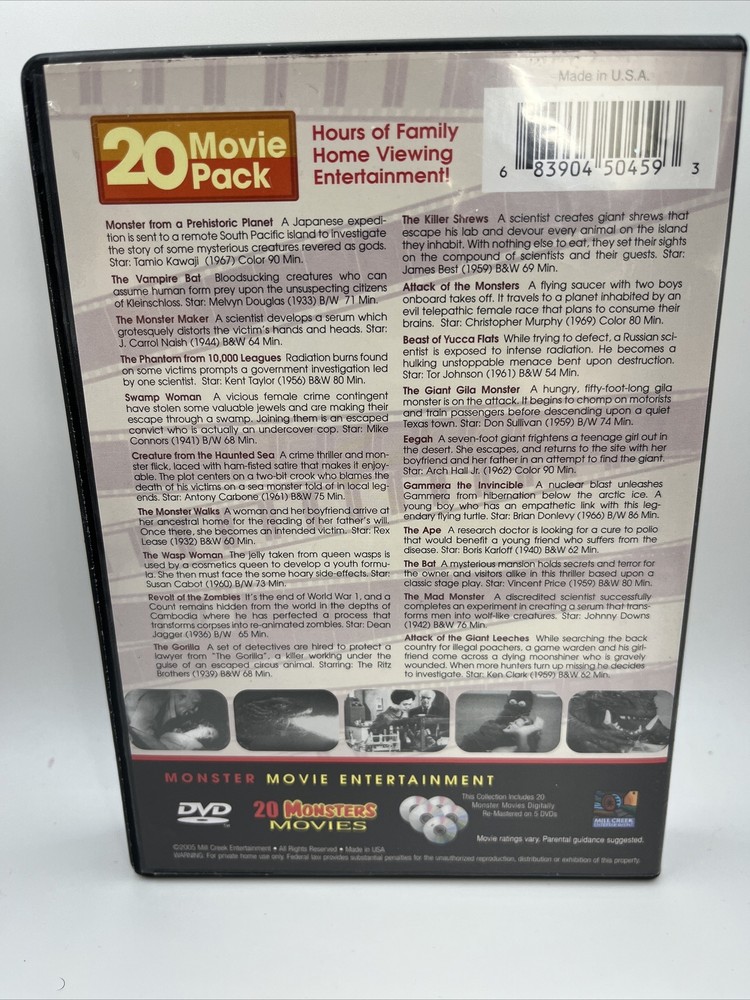 Made in U.S.A.
20 Movie
Pack
Hours of Family
Home Viewing
Entertainment!
6 83904 50459 3
Monster from a Prehistoric Planet A Japanese expedi-
tion is sent to a remote South Pacific island to investigate
the story of some mysterious creatures revered as gods.
Star: Tamio Kawaji (1967) Color 90 Min.
The Vampire Bat Bloodsucking creatures who can
assume human form prey upon the unsuspecting citizens
of Kleinschloss. Star: Melvyn Douglas (1933) B/W 71 Min.
The Monster Maker A scientist develops a serum which
grotesquely distorts the victim's hands and heads. Star:
J. Carrol Naish (1944) B&W 64 Min.
The Phantom from 10,000 Leagues Radiation burns found
on some victims prompts a government investigation led
by one scientist. Star: Kent Taylor (1956) B&W 80 Min.
Swamp Woman A vicious female crime contingent
have stolen some valuable jewels and are making their
escape through a swamp. Joining them is an escaped
convict who is actually an undercover cop. Star: Mike
Connors (1941) B/W 68 Min.
Creature from the Haunted Sea A crime thriller and mon-
ster flick, laced with ham-fisted satire that makes it enjoy-
able. The plot centers on a two-bit crook who blames the
death of his victims on a sea monster told of in local leg-
ends. Star: Antony Carbone (1961) B&W 75 Min.
The Monster Walks A woman and her boyfriend arrive at
her ancestral home for the reading of her father's will.
Once there, she becomes an intended victim. Star: Rex
Lease (1932) B&W 60 Min.
The Wasp Woman The jelly taken from queen wasps is
used by a cosmetics queen to develop a youth formu-
la. She then must face the some hoary side-effects. Star:
Susan Cabot (1960) B/W 73 Min.
Revolt of the Zombies It's the end of World War 1, and a
Count remains hidden from the world in the depths of
Cambodia where he has perfected a process that
transforms corpses into re-animated zombies. Star: Dean
Jagger (1936) B/W 65 Min.
The Gorilla A set of detectives are hired to protect a
lawyer from "The Gorilla", a killer working under the
guise of an escaped circus animal. Starring: The Ritz
Brothers (1939) B&W 68 Min.
The Killer Shrews A scientist creates giant shrews that
escape his lab and devour every animal on the island
they inhabit. With nothing else to eat, they set their sights
on the compound of scientists and their guests. Star:
James Best (1959) B&W 69 Min.
Attack of the Monsters A flying saucer with two boys
onboard takes off. It travels to a planet inhabited by an
evil telepathic female race that plans to consume their
brains. Star: Christopher Murphy (1969) Color 80 Min.
Beast of Yucca Flats While trying to defect, a Russian sci-
entist is exposed to intense radiation. He becomes a
hulking unstoppable menace bent upon destruction.
Star: Tor Johnson (1961) B&W 54 Min.
The Giant Gila Monster A hungry, fifty-foot-long gila
monster is on the attack. It begins to chomp on motorists
and train passengers before descending upon a quiet
Texas town. Star: Don Sullivan (1959) B/W 74 Min.
Eegah A seven-foot giant frightens a teenage girl out in
the desert. She escapes, and returns to the site with her
boyfriend and her father in an attempt to find the giant.
Star: Arch Hall Jr. (1962) Color 90 Min.
Gammera the Invincible A nuclear blast unleashes
Gammera from hibernation below the arctic ice. A
young boy who has an empathetic link with this leg-
endary flying turtle. Star: Brian Donlevy (1966) B/W 86 Min.
The Ape A research doctor is looking for a cure to polio
that would benefit a young friend who suffers from the
disease. Star: Boris Karloff (1940) B&W 62 Min.
The Bat A mysterious mansion holds secrets and terror for
the owner and visitors alike in this thriller based upon a
classic stage play. Star: Vincent Price (1959) B&W 80 Min.
The Mad Monster A discredited scientist successfully
completes an experiment in creating a serum that trans-
forms men into wolf-like creatures. Star: Johnny Downs
(1942) B&W 76 Min.
Attack of the Giant Leeches While searching the back
country for illegal poachers, a game warden and his girl-
friend come across a dying moonshiner who is gravely
wounded. When more hunters turn up missing he decides
to investigate. Star: Ken Clark (1959) B&W 62 Min.
MONSTER MOVIE ENTERTAINMENT
DVD
TM
20 MONSTERS
MOVIES
This Collection Includes 20
Monster Movies Digitally
Re-Mastered on 5 DVDs
MILL CREEK
ENTERTAINMENT
Movie ratings vary. Parental guidance suggested.
©2005 Mill Creek Entertainment • All Rights Reserved • Made in USA
WARNING: For private home use only. Federal law provides substantial penalties for the unauthorized reproduction, distribution or exhibition of this property.